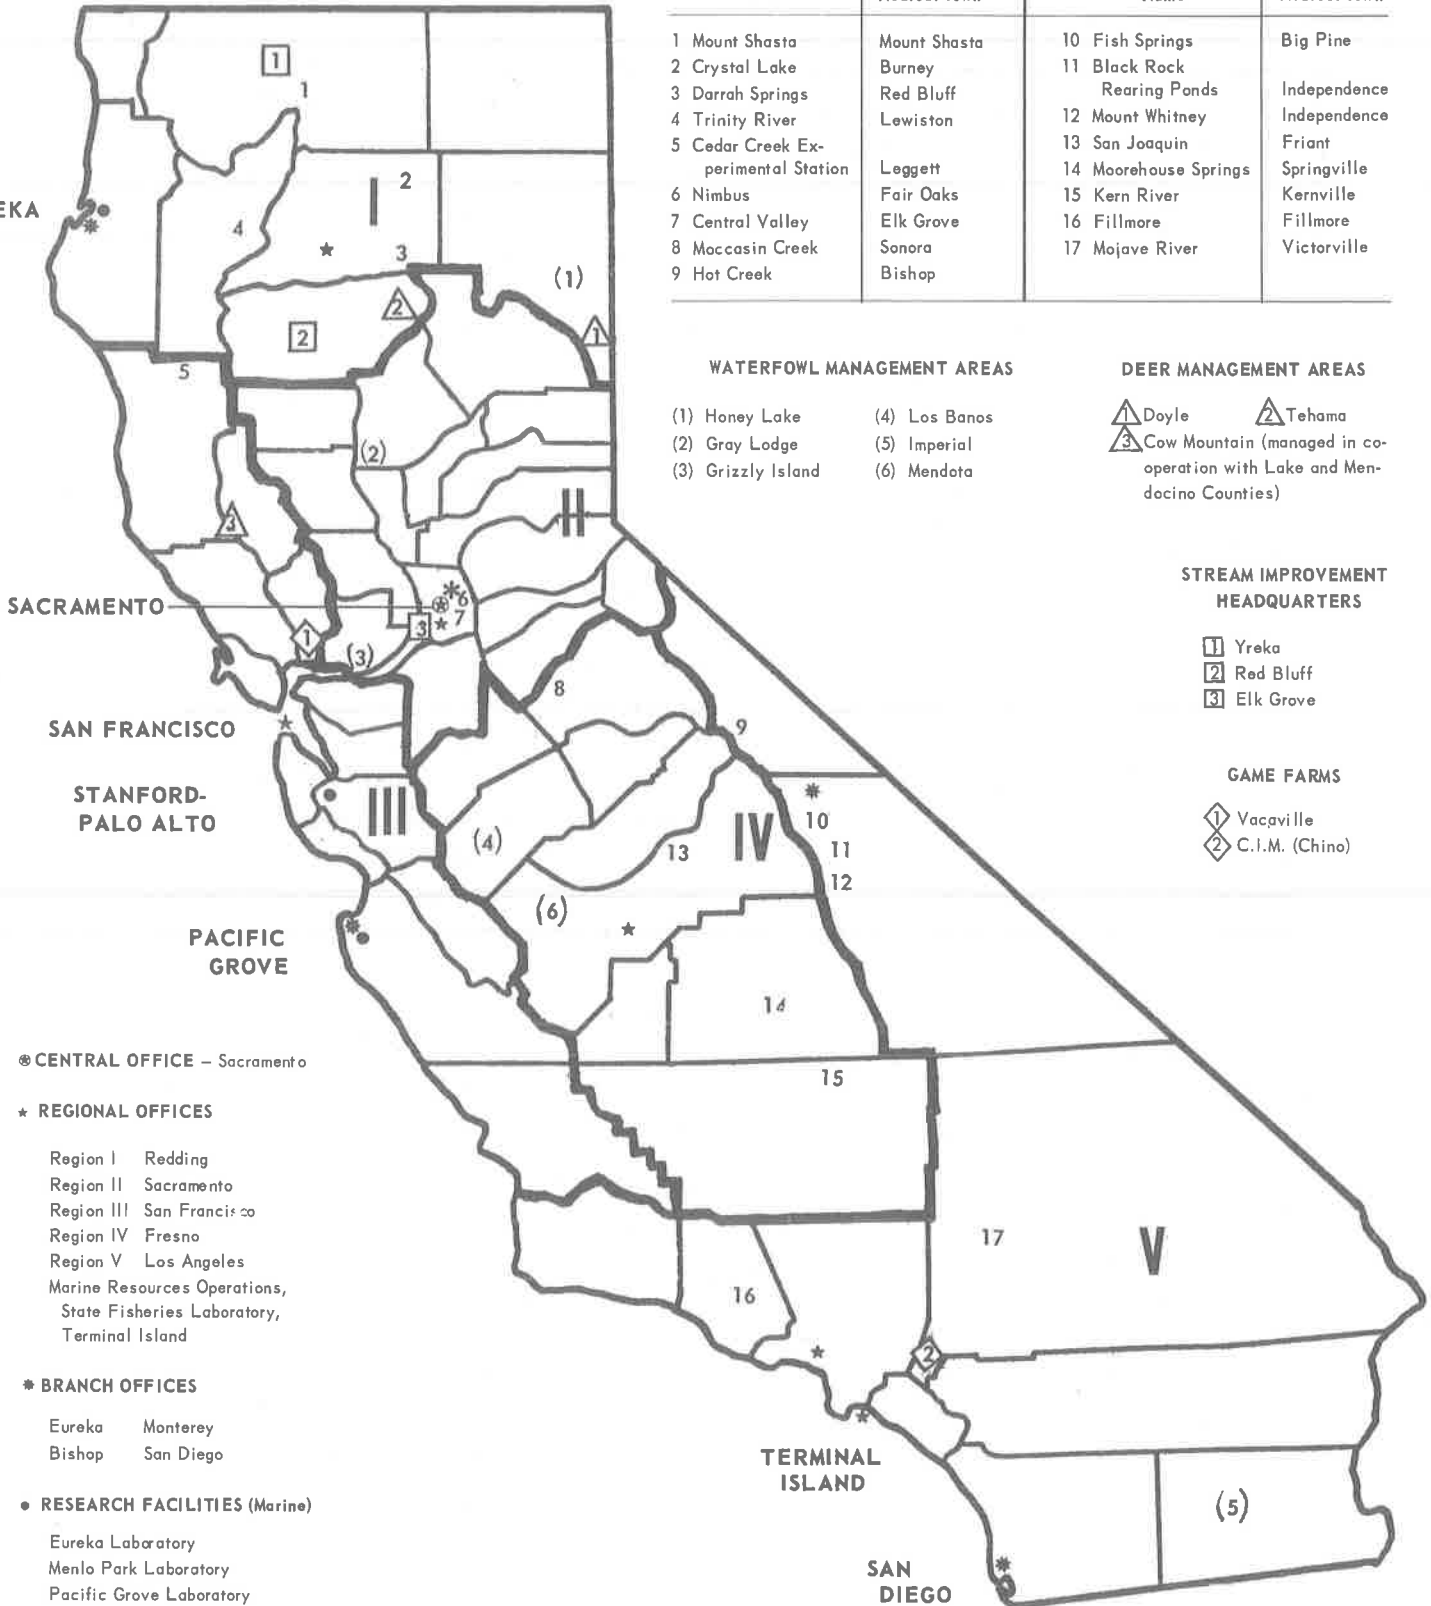 1 Mount Shasta Mount Shasta 10 Fish Springs Big Pine
2 Crystal Lake Burney 11 Black Rock
3 Darrah Springs Red Bluff Rearing Ponds Independence
4 Trinity River Lewiston 12 Mount Whitney Independence
5 Cedar Creek Ex- 13 San Joaquin Friant
perimental Station Leggett 14 Moorehouse Springs Springville
6 Nimbus Fair Oaks 15 Kern River Kernville
7 Central Valley Elk Grove 16 Fillmore Fillmore
8 Moccasin Creek Sonora 17 Mojave River Victorville
9 Hot Creek Bishop
WATERFOWL MANAGEMENT AREAS
(1) Honey Lake (4) Los Banos
(2) Gray Lodge (5) Imperial
(3) Grizzly Island (6) Mendota
DEER MANAGEMENT AREAS
1 Doyle 2 Tehama
3 Cow Mountain (managed in co-
operation with Lake and Men-
docino Counties)
STREAM IMPROVEMENT
HEADQUARTERS
1 Yreka
2 Red Bluff
3 Elk Grove
GAME FARMS
1 Vacaville
2 C.I.M. (Chino)
1
1
2
I
EKA
4
3
(1)
2
2
1
5
(2)
II
3
SACRAMENTO
6
7
3
1
(3)
8
SAN FRANCISCO
9
STANFORD-
PALO ALTO
III
10
IV
(4)
13
11
12
(6)
PACIFIC
GROVE
14
15
17
V
16
2
TERMINAL
ISLAND
(5)
SAN
DIEGO
CENTRAL OFFICE – Sacramento
★ REGIONAL OFFICES
Region I Redding
Region II Sacramento
Region III San Francisco
Region IV Fresno
Region V Los Angeles
Marine Resources Operations,
State Fisheries Laboratory,
Terminal Island
BRANCH OFFICES
Eureka Monterey
Bishop San Diego
● RESEARCH FACILITIES (Marine)
Eureka Laboratory
Menlo Park Laboratory
Pacific Grove Laboratory